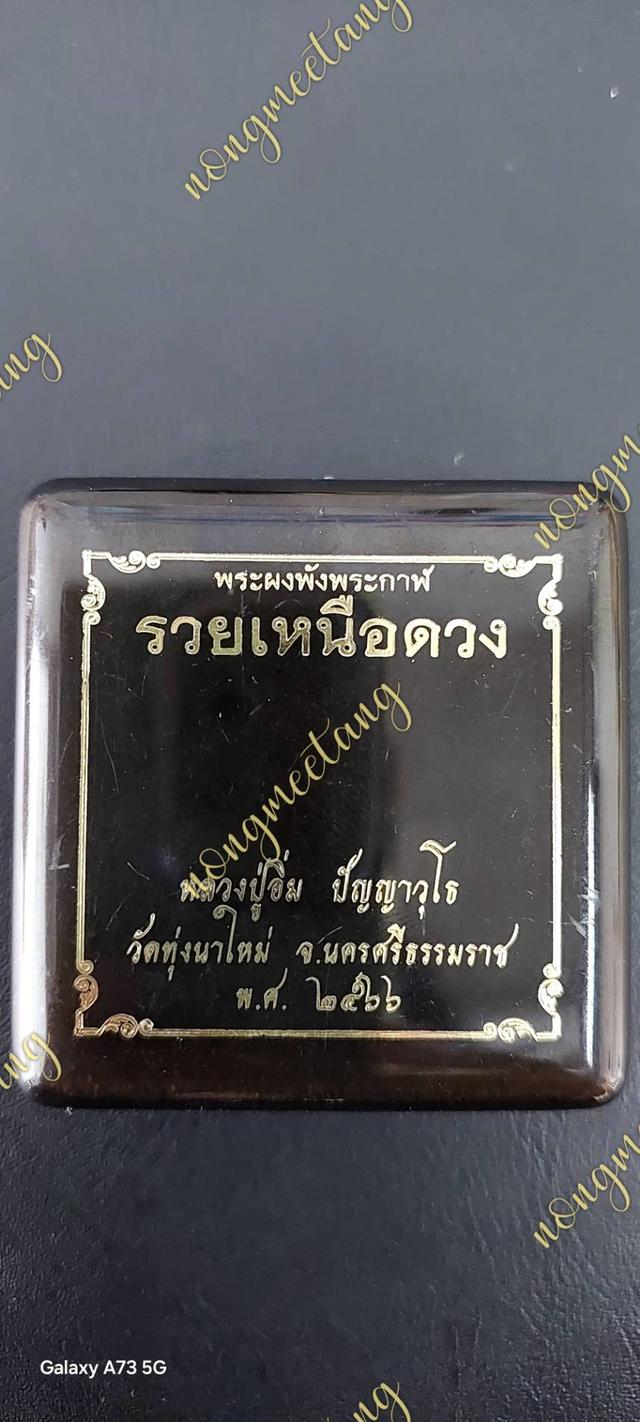 nongmeetang
พระผงพังพระกาฬ
รวยเหนือดวง
nongmeetang
หลวงปู่อิ่ม ปัญญาวุโธ
วัดทุ่งนาใหม่ จ.นครศรีธรรมราช
พ.ศ. ๒๕๖๖
Galaxy A73 5G